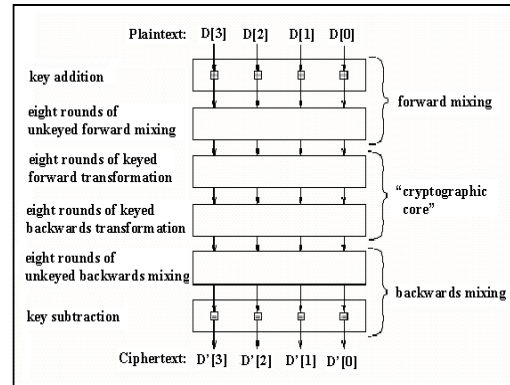 Plaintext: D[3] D[2] D[1] D[0]
key addition
forward mixing
eight rounds of
unkeyed forward mixing
eight rounds of keyed
forward transformation
“cryptographic
core”
eight rounds of keyed
backwards transformation
eight rounds of
unkeyed backwards mixing
backwards mixing
key subtraction
Ciphertext: D’[3] D’[2] D’[1] D’[0]